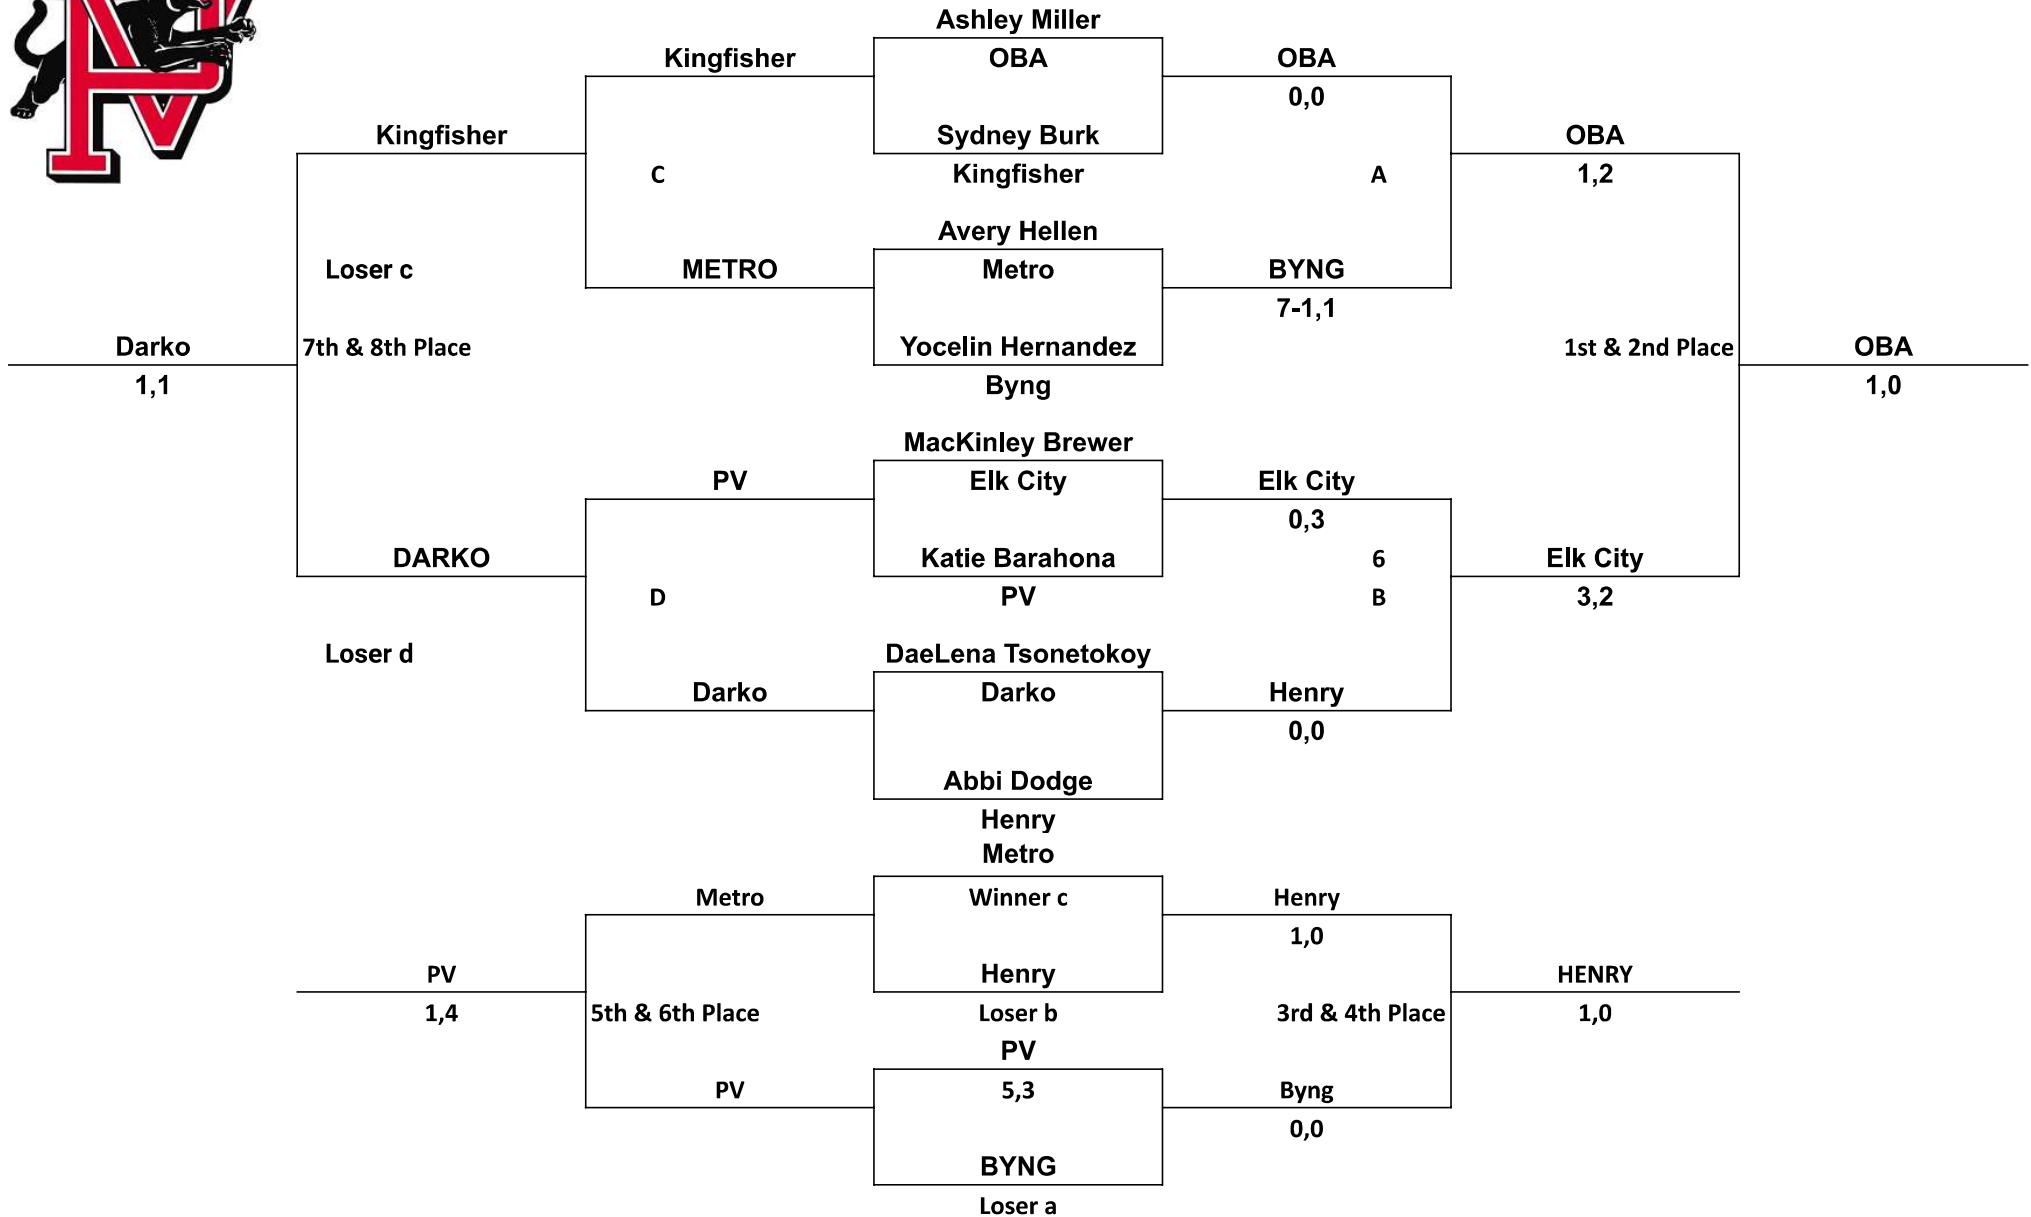 Ashley Miller
Kingfisher OBA OBA
0,0
Kingfisher Sydney Burk OBA
C Kingfisher A 1,2
Avery Hellen
Loser c METRO Metro BYNG
7-1,1
Darko 7th & 8th Place Yocelin Hernandez 1st & 2nd Place OBA
1,1 Byng 1,0
MacKinley Brewer
PV Elk City Elk City
0,3
DARKO Katie Barahona 6 Elk City
D PV B 3,2
Loser d DaeLena Tsonetokoy
Darko Darko Henry
0,0
Abbi Dodge
Henry
Metro
Metro Winner c Henry
1,0
PV Henry HENRY
1,4 5th & 6th Place Loser b 3rd & 4th Place 1,0
PV
PV 5,3 Byng
0,0
BYNG
Loser a